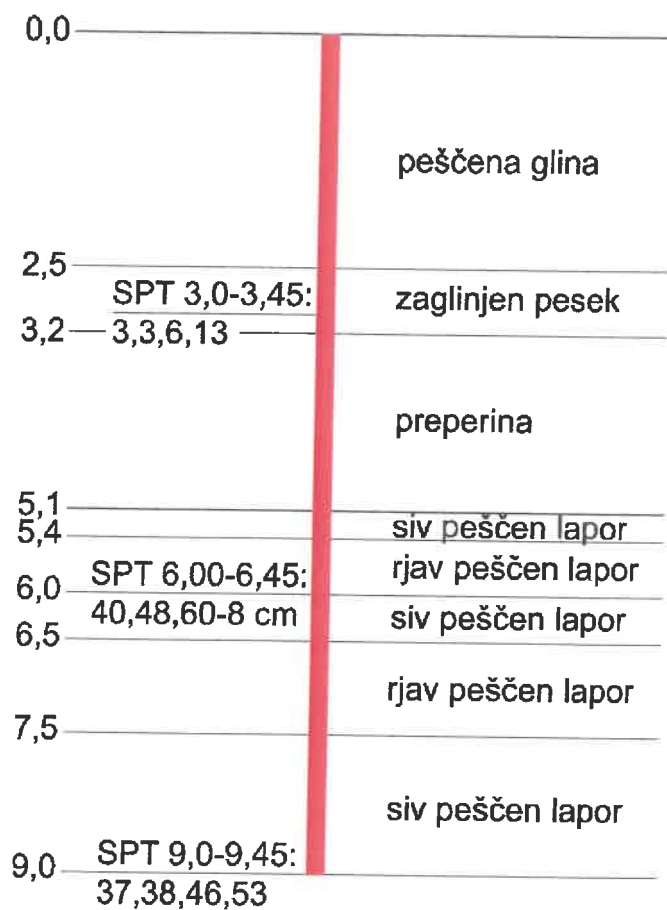 0,0
peščena glina
2,5
SPT 3,0-3,45:
zaglinjen pesek
3,2
3,3,6,13
preperina
5,1
siv peščen lapor
5,4
rjav peščen lapor
SPT 6,00-6,45:
6,0
40,48,60-8 cm
siv peščen lapor
6,5
rjav peščen lapor
7,5
siv peščen lapor
SPT 9,0-9,45:
9,0
37,38,46,53